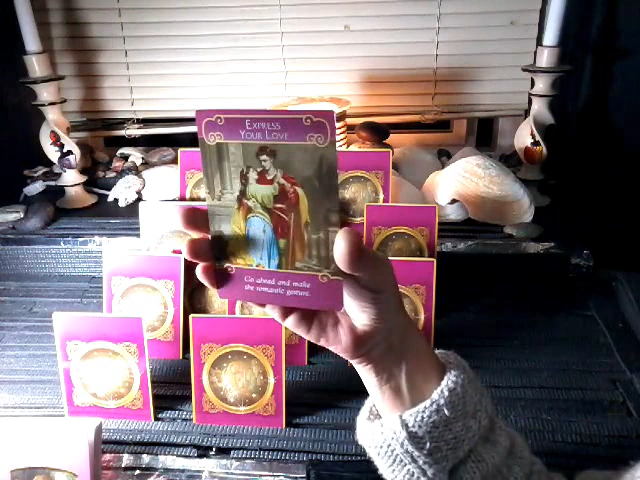 EXPRESS
YOUR LOVE
Go ahead and make
the romantic gesture.